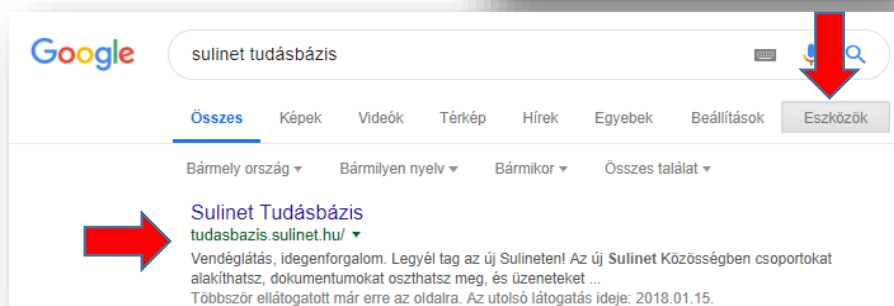 Google
sulinet tudásbázis
Összes Képek Videók Térkép Hírek Egyebek Beállítások Eszközök
Bármely ország Bármilyen nyelv Bármikor Összes találat
Sulinet Tudásbázis
tudasbazis.sulinet.hu/
Vendéglátás, idegenforgalom. Legyél tag az új Sulineten! Az új Sulinet Közösségben csoportokat
alakíthatsz, dokumentumokat oszthatsz meg, és üzeneteket ...
Többször ellátogatott már erre az oldalra. Az utolsó látogatás ideje: 2018.01.15.